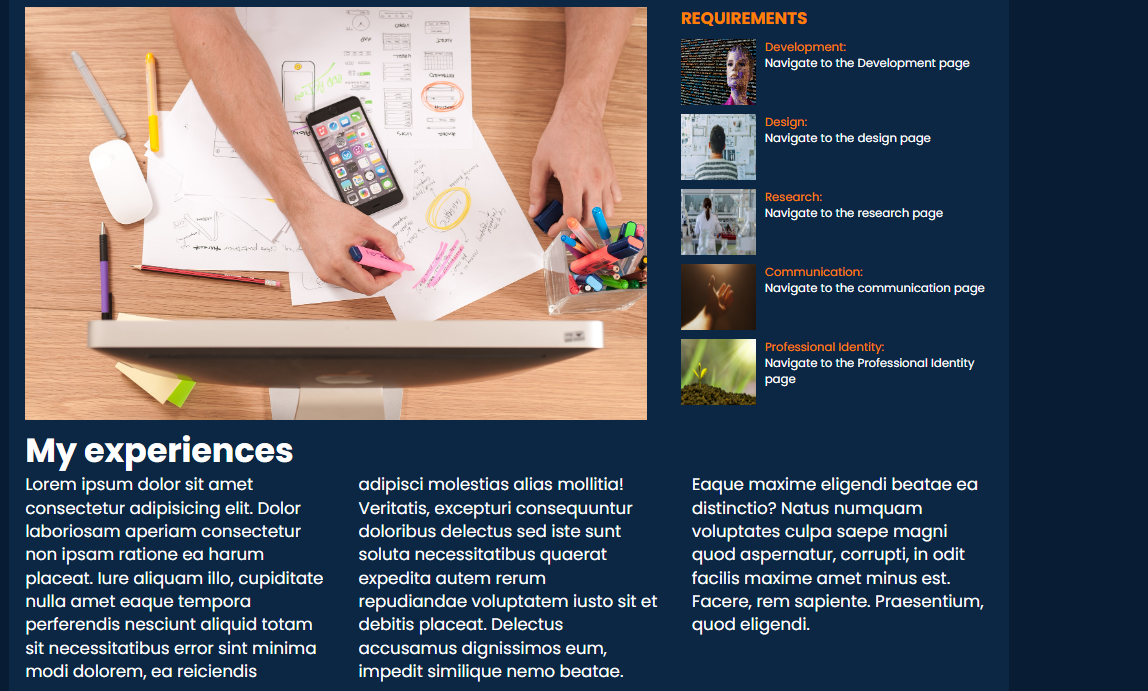 REQUIREMENTS
Development:
Navigate to the Development page
Design:
Navigate to the design page
Research:
Navigate to the research page
Communication:
Navigate to the communication page
Professional Identity:
Navigate to the Professional Identity
page
My experiences
Lorem ipsum dolor sit amet
consectetur adipisicing elit. Dolor
laboriosam aperiam consectetur
non ipsam ratione ea harum
placeat. Iure aliquam illo, cupiditate
nulla amet eaque tempora
perferendis nesciunt aliquid totam
sit necessitatibus error sint minima
modi dolorem, ea reiciendis
adipisci molestias alias mollitia!
Veritatis, excepturi consequuntur
doloribus delectus sed iste sunt
soluta necessitatibus quaerat
expedita autem rerum
repudiandae voluptatem iusto sit et
debitis placeat. Delectus
accusamus dignissimos eum,
impedit similique nemo beatae.
Eaque maxime eligendi beatae ea
distinctio? Natus numquam
voluptates culpa saepe magni
quod aspernatur, corrupti, in odit
facilis maxime amet minus est.
Facere, rem sapiente. Praesentium,
quod eligendi.